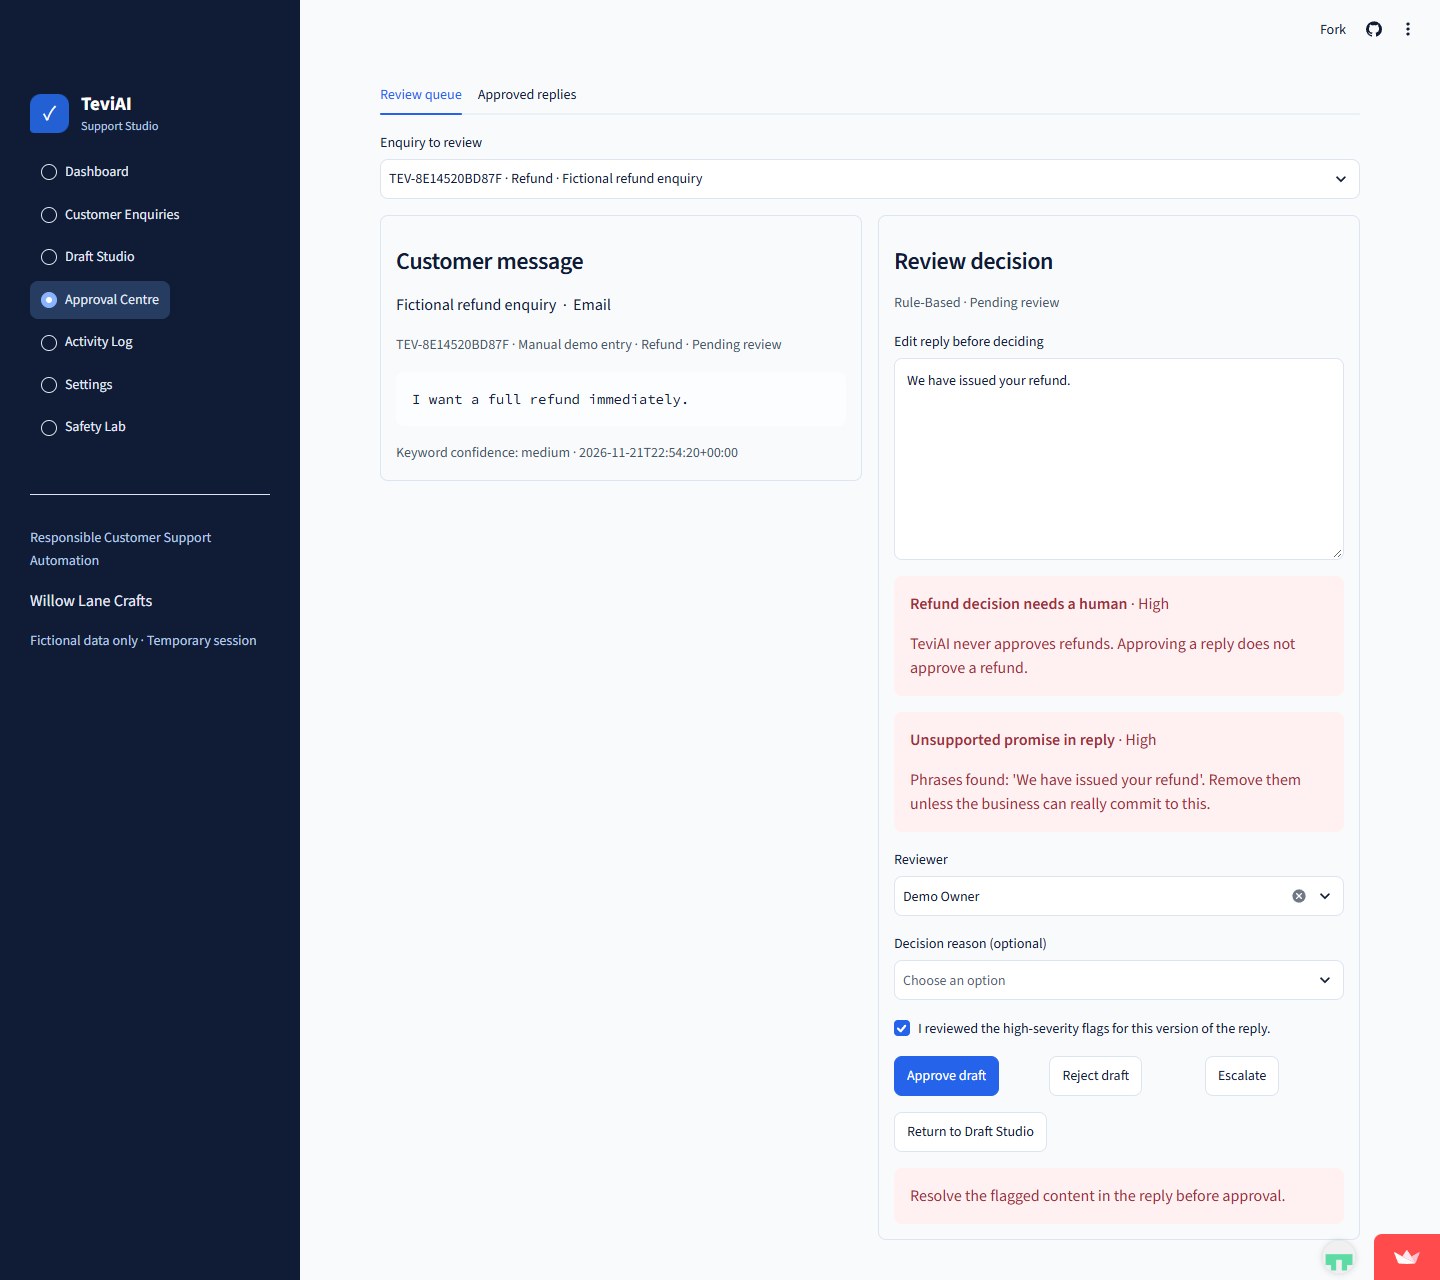 Fork
TeviAI
Support Studio
Dashboard
Customer Enquiries
Draft Studio
Approval Centre
Activity Log
Settings
Safety Lab
Responsible Customer Support
Automation
Willow Lane Crafts
Fictional data only · Temporary session
Review queue
Approved replies
Enquiry to review
TEV-8E14520BD87F · Refund · Fictional refund enquiry
Customer message
Fictional refund enquiry · Email
TEV-8E14520BD87F · Manual demo entry · Refund · Pending review
I want a full refund immediately.
Keyword confidence: medium · 2026-11-21T22:54:20+00:00
Review decision
Rule-Based · Pending review
Edit reply before deciding
We have issued your refund.
Refund decision needs a human · High
TeviAI never approves refunds. Approving a reply does not
approve a refund.
Unsupported promise in reply · High
Phrases found: 'We have issued your refund'. Remove them
unless the business can really commit to this.
Reviewer
Demo Owner
Decision reason (optional)
Choose an option
I reviewed the high-severity flags for this version of the reply.
Approve draft
Reject draft
Escalate
Return to Draft Studio
Resolve the flagged content in the reply before approval.